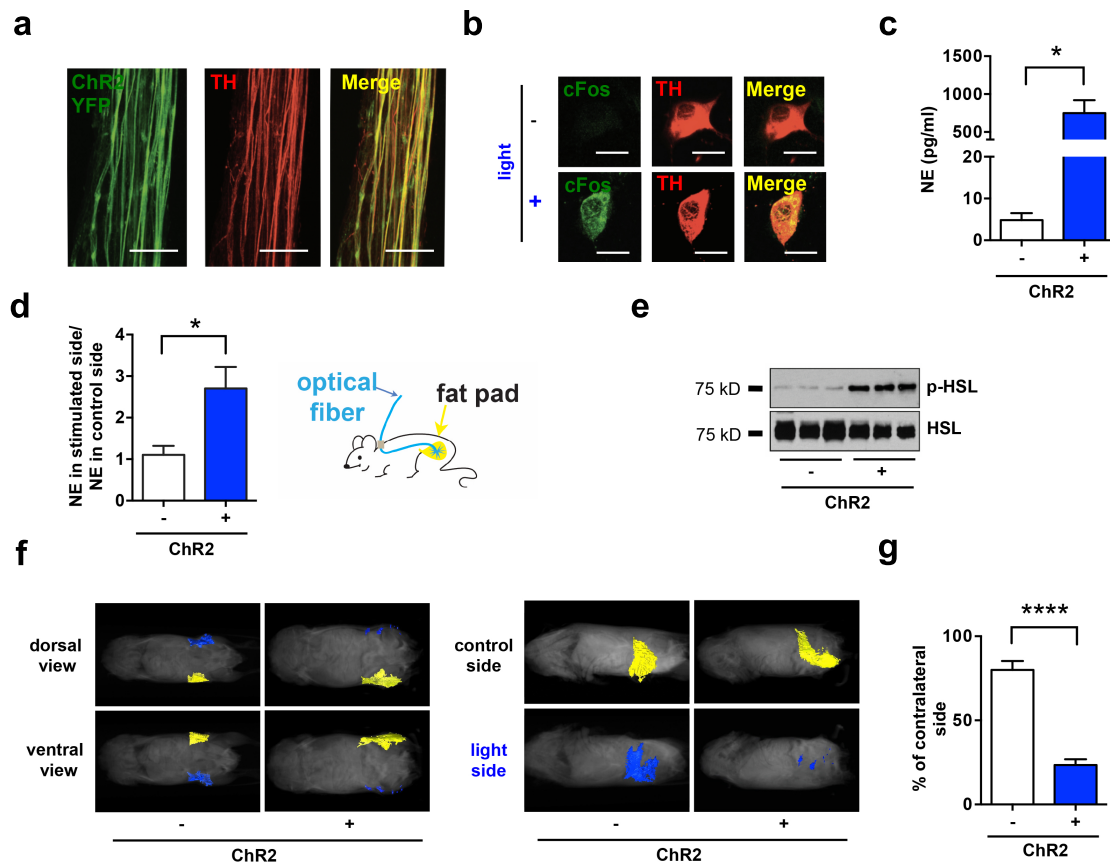 a
ChR2
YFP
TH
Merge
b
light
-
+
cFos
TH
Merge
cFos
TH
Merge
c
NE (pg/ml)
1500
1000
500
20
10
0
*
-
+
ChR2
d
NE in stimulated side/
NE in control side
4
3
2
1
0
*
-
+
ChR2
optical
fiber
fat pad
e
75 kD
p-HSL
75 kD
HSL
-
+
ChR2
f
dorsal
view
ventral
view
-
+
ChR2
control
side
light
side
-
+
ChR2
g
% of contralateral
side
100
50
0
****
-
+
ChR2